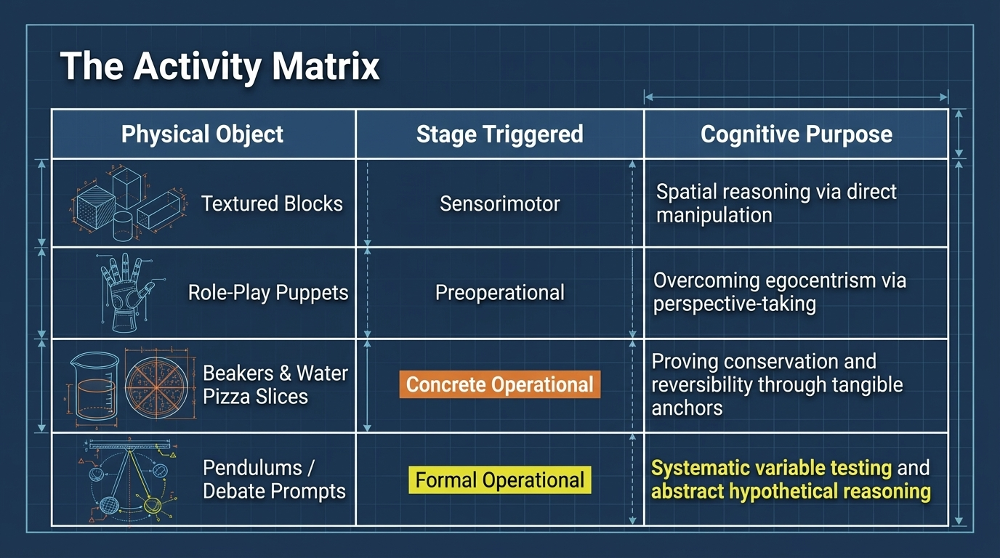 The Activity Matrix
Physical Object
Stage Triggered
Cognitive Purpose
Textured Blocks
Sensorimotor
Spatial reasoning via direct
manipulation
Role-Play Puppets
Preoperational
Overcoming egocentrism via
perspective-taking
Beakers & Water
Pizza Slices
Concrete Operational
Proving conservation and
reversibility through tangible
anchors
Pendulums /
Debate Prompts
Formal Operational
Systematic variable testing and
abstract hypothetical reasoning